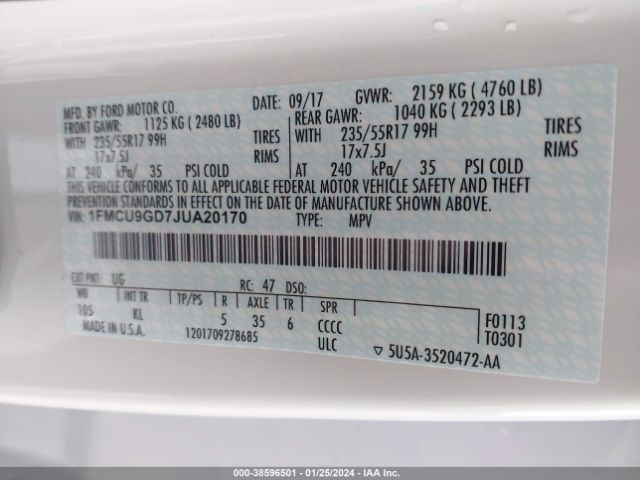 MFD. BY FORD MOTOR CO. DATE: 09/17 GVWR: 2159 KG ( 4760 LB)
FRONT GAWR: 1125 KG ( 2480 LB) REAR GAWR: 1040 KG ( 2293 LB)
WITH 235/55R17 99H TIRES WITH 235/55R17 99H TIRES
17x7.5J RIMS 17x7.5J RIMS
AT 240 kPa/ 35 PSI COLD AT 240 kPa/ 35 PSI COLD
THIS VEHICLE CONFORMS TO ALL APPLICABLE FEDERAL MOTOR VEHICLE SAFETY AND THEFT
PREVENTION STANDARDS IN EFFECT ON THE DATE OF MANUFACTURE SHOWN ABOVE.
VIN: 1FMCU9GD7JUA20170 TYPE: MPV
EXT PNT: UG RC: 47 DSO:
WB INT TR TP/PS R AXLE TR SPR
105 KL 5 35 6 CCCC F0113
MADE IN U.S.A. 1201709278685 ULC T0301
5U5A-3520472-AA
000-38596501 - 01/25/2024 - IAA Inc.